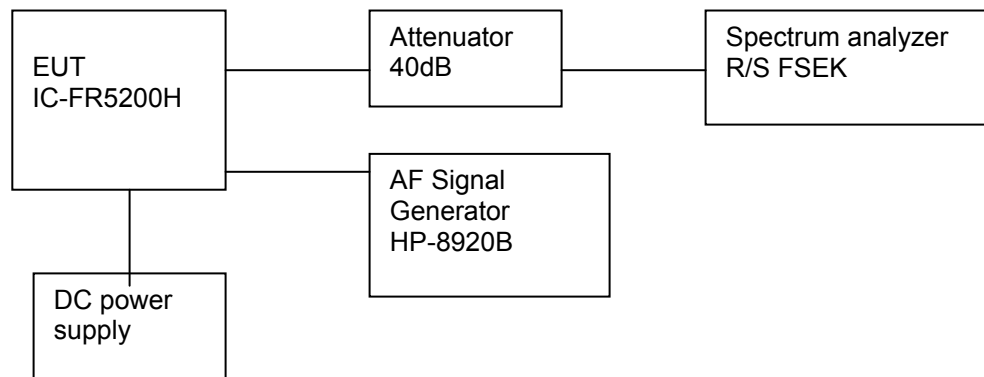 EUT
IC-FR5200H
Attenuator
40dB
Spectrum analyzer
R/S FSEK
AF Signal
Generator
HP-8920B
DC power
supply